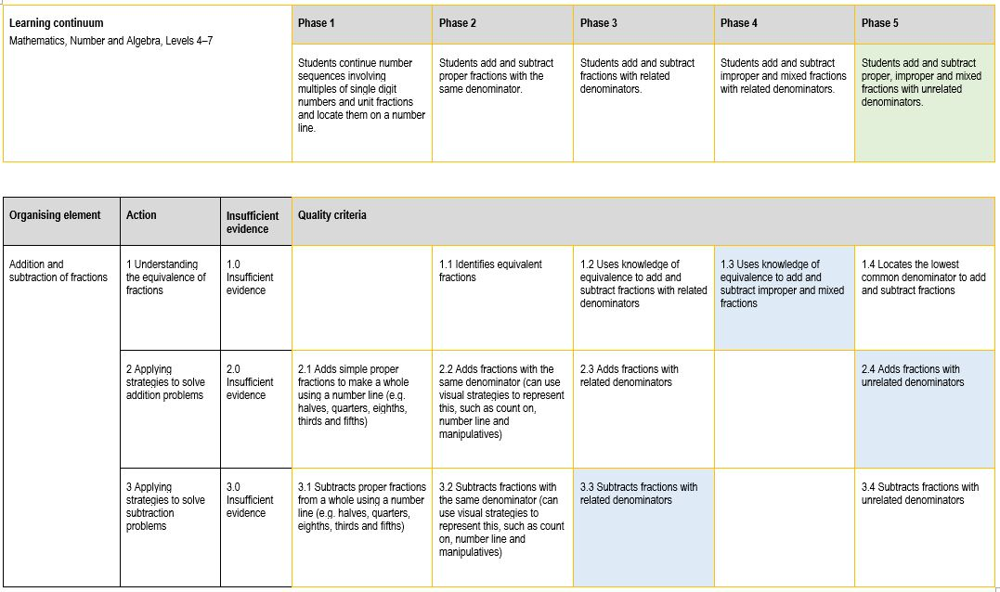 Learning continuum
Mathematics, Number and Algebra, Levels 4–7
Phase 1
Phase 2
Phase 3
Phase 4
Phase 5
Students continue number
sequences involving
multiples of single digit
numbers and unit fractions
and locate them on a number
line.
Students add and subtract
proper fractions with the
same denominator.
Students add and subtract
fractions with related
denominators.
Students add and subtract
improper and mixed fractions
with related denominators.
Students add and subtract
proper, improper and mixed
fractions with unrelated
denominators.
Organising element
Action
Insufficient
evidence
Quality criteria
Addition and
subtraction of fractions
1 Understanding
the equivalence of
fractions
1.0
Insufficient
evidence
1.1 Identifies equivalent
fractions
1.2 Uses knowledge of
equivalence to add and
subtract fractions with related
denominators
1.3 Uses knowledge of
equivalence to add and
subtract improper and mixed
fractions
1.4 Locates the lowest
common denominator to add
and subtract fractions
2 Applying
strategies to solve
addition problems
2.0
Insufficient
evidence
2.1 Adds simple proper
fractions to make a whole
using a number line (e.g.
halves, quarters, eighths,
thirds and fifths)
2.2 Adds fractions with the
same denominator (can use
visual strategies to represent
this, such as count on,
number line and
manipulatives)
2.3 Adds fractions with
related denominators
2.4 Adds fractions with
unrelated denominators
3 Applying
strategies to solve
subtraction
problems
3.0
Insufficient
evidence
3.1 Subtracts proper fractions
from a whole using a number
line (e.g. halves, quarters,
eighths, thirds and fifths)
3.2 Subtracts fractions with
the same denominator (can
use visual strategies to
represent this, such as count
on, number line and
manipulatives)
3.3 Subtracts fractions with
related denominators
3.4 Subtracts fractions with
unrelated denominators